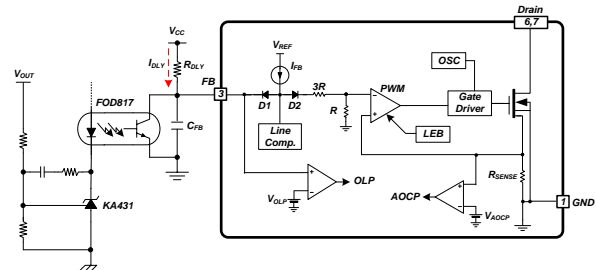 Drain
6,7
VCC
IDLY
RDLY
VREF
IFB
OSC
VOUT
FB
3R
PWM
FOD817
3
D1
D2
Gate
Driver
R
CFB
Line
Comp.
LEB
OLP
AOCP
RSENSE
KA431
VOLP
VAOCP
1
GND